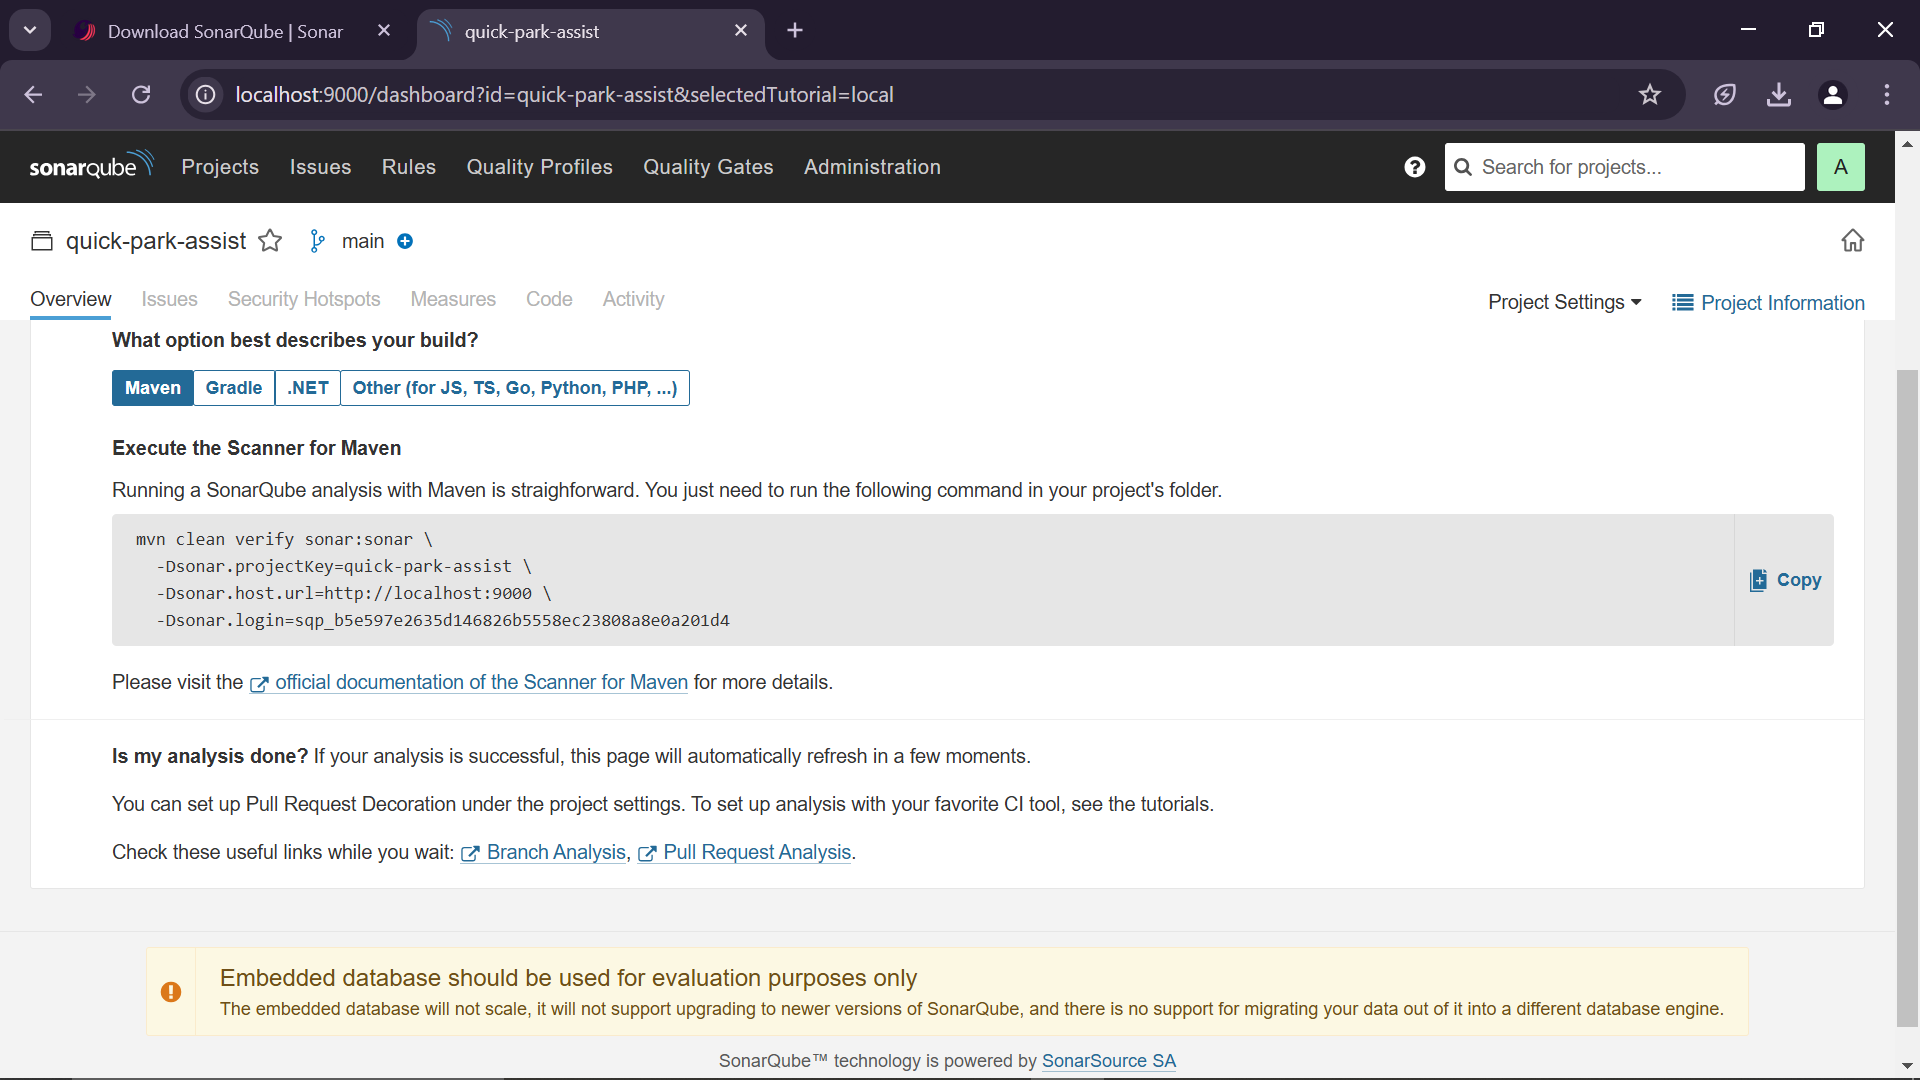 Download SonarQube | Sonar
quick-park-assist
localhost:9000/dashboard?id=quick-park-assist&selectedTutorial=local
sonarqube Projects Issues Rules Quality Profiles Quality Gates Administration
? Search for projects... A
quick-park-assist main
Overview Issues Security Hotspots Measures Code Activity
Project Settings Project Information
What option best describes your build?
Maven Gradle .NET Other (for JS, TS, Go, Python, PHP, ...)
Execute the Scanner for Maven
Running a SonarQube analysis with Maven is straighforward. You just need to run the following command in your project's folder.
mvn clean verify sonar:sonar \
-Dsonar.projectKey=quick-park-assist \
-Dsonar.host.url=http://localhost:9000 \
-Dsonar.login=sqp_b5e597e2635d146826b5558ec23808a8e0a201d4
Copy
Please visit the official documentation of the Scanner for Maven for more details.
Is my analysis done? If your analysis is successful, this page will automatically refresh in a few moments.
You can set up Pull Request Decoration under the project settings. To set up analysis with your favorite CI tool, see the tutorials.
Check these useful links while you wait: Branch Analysis, Pull Request Analysis.
Embedded database should be used for evaluation purposes only
The embedded database will not scale, it will not support upgrading to newer versions of SonarQube, and there is no support for migrating your data out of it into a different database engine.
SonarQube™ technology is powered by SonarSource SA